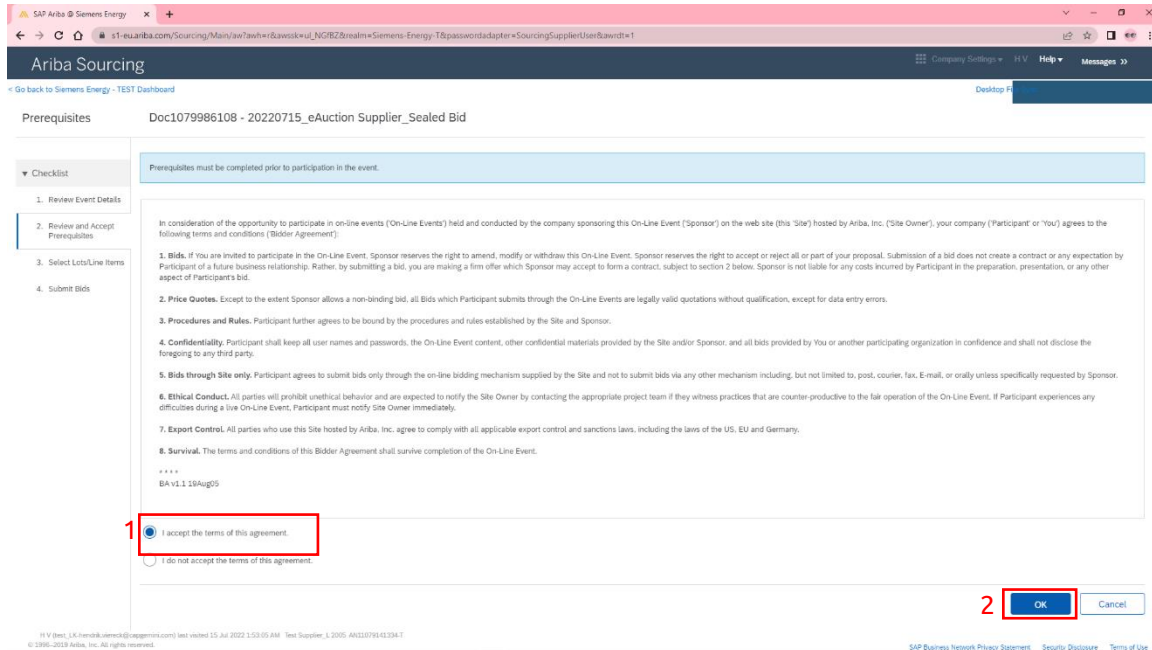 SAP Ariba @ Siemens Energy
s1-eu.ariba.com/Sourcing/Main/aw?awh=r&awssk=ul_NGfBZ&realm=Siemens-Energy-T&passwordadapter=SourcingSupplierUser&awrdt=1
Ariba Sourcing
Company Settings HV Help Messages
< Go back to Siemens Energy - TEST Dashboard
Desktop
Prerequisites
Doc1079986108 - 20220715_eAuction Supplier_Sealed Bid
Checklist
1. Review Event Details
2. Review and Accept
Prerequisites
3. Select Lots/Line Items
4. Submit Bids
Prerequisites must be completed prior to participation in the event.
In consideration of the opportunity to participate in on-line events ('On-Line Events') held and conducted by the company sponsoring this On-Line Event ('Sponsor') on the web site (this 'Site') hosted by Ariba, Inc. ('Site Owner'), your company ('Participant' or 'You') agrees to the
following terms and conditions ('Bidder Agreement'):
1. Bids. If You are invited to participate in the On-Line Event, Sponsor reserves the right to amend, modify or withdraw this On-Line Event. Sponsor reserves the right to accept or reject all or part of your proposal. Submission of a bid does not create a contract or any expectation by
Participant of a future business relationship. Rather, by submitting a bid, you are making a firm offer which Sponsor may accept to form a contract, subject to section 2 below. Sponsor is not liable for any costs incurred by Participant in the preparation, presentation, or any other
aspect of Participant's bid.
2. Price Quotes. Except to the extent Sponsor allows a non-binding bid, all Bids which Participant submits through the On-Line Events are legally valid quotations without qualification, except for data entry errors.
3. Procedures and Rules. Participant further agrees to be bound by the procedures and rules established by the Site and Sponsor.
4. Confidentiality. Participant shall keep all user names and passwords, the On-Line Event content, other confidential materials provided by the Site and/or Sponsor, and all bids provided by You or another participating organization in confidence and shall not disclose the
foregoing to any third party.
5. Bids through Site only. Participant agrees to submit bids only through the on-line bidding mechanism supplied by the Site and not to submit bids via any other mechanism including, but not limited to, post, courier, fax, E-mail, or orally unless specifically requested by Sponsor.
6. Ethical Conduct. All parties will prohibit unethical behavior and are expected to notify the Site Owner by contacting the appropriate project team if they witness practices that are counter-productive to the fair operation of the On-Line Event. If Participant experiences any
difficulties during a live On-Line Event, Participant must notify Site Owner immediately.
7. Export Control. All parties who use this Site hosted by Ariba, Inc. agree to comply with all applicable export control and sanctions laws, including the laws of the US, EU and Germany.
8. Survival. The terms and conditions of this Bidder Agreement shall survive completion of the On-Line Event.
* * * *
BA v1.1 19Aug05
1
I accept the terms of this agreement.
I do not accept the terms of this agreement.
2 OK Cancel
last visited 15 Jul 2022 1:53:05 AM Test Supplier_L 2005 AN11079141334-T
© 1996–2019 Ariba, Inc. All rights reserved.
SAP Business Network Privacy Statement Security Disclosure Terms of Use